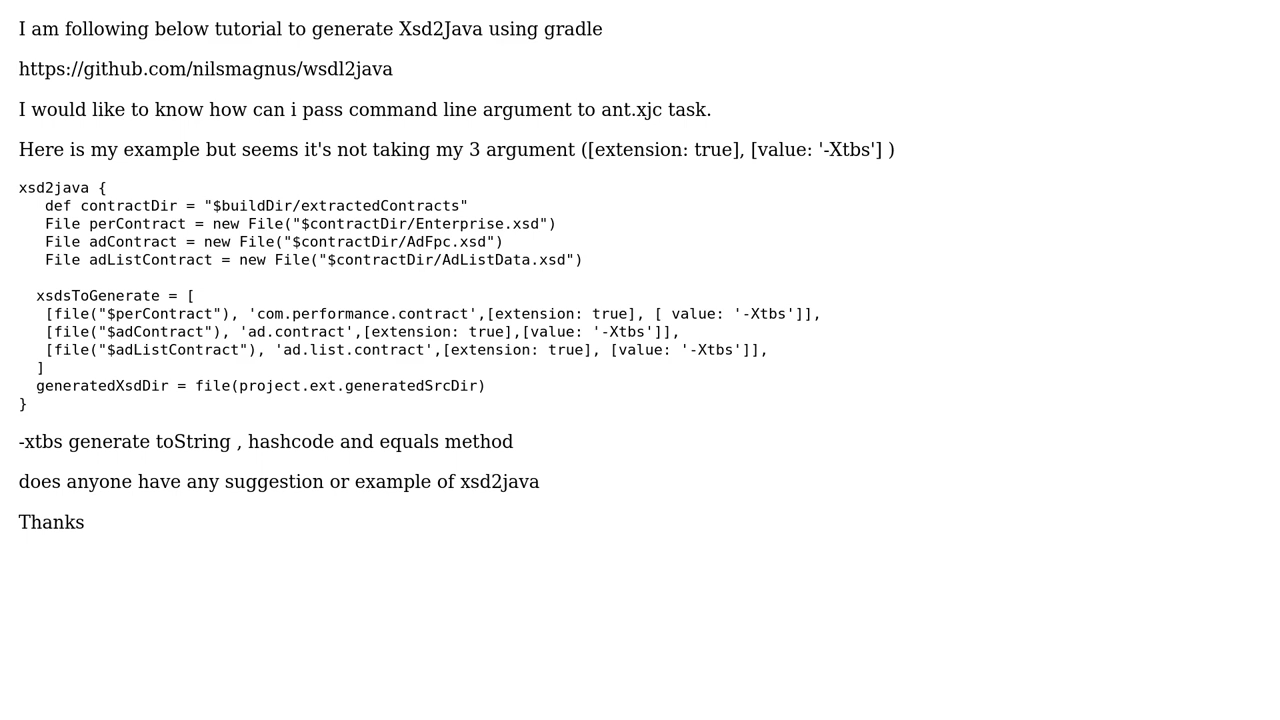 I am following below tutorial to generate Xsd2Java using gradle
https://github.com/nilsmagnus/wsdl2java
I would like to know how can i pass command line argument to ant.xjc task.
Here is my example but seems it's not taking my 3 argument ([extension: true], [value: '-Xtbs'] )
xsd2java {
   def contractDir = "$buildDir/extractedContracts"
   File perContract = new File("$contractDir/Enterprise.xsd")
   File adContract = new File("$contractDir/AdFpc.xsd")
   File adListContract = new File("$contractDir/AdListData.xsd")
  xsdsToGenerate = [
   [file("$perContract"), 'com.performance.contract',[extension: true], [ value: '-Xtbs']],
   [file("$adContract"), 'ad.contract',[extension: true],[value: '-Xtbs']],
   [file("$adListContract"), 'ad.list.contract',[extension: true], [value: '-Xtbs']],
  ]
  generatedXsdDir = file(project.ext.generatedSrcDir)
}
-xtbs generate toString , hashcode and equals method
does anyone have any suggestion or example of xsd2java
Thanks